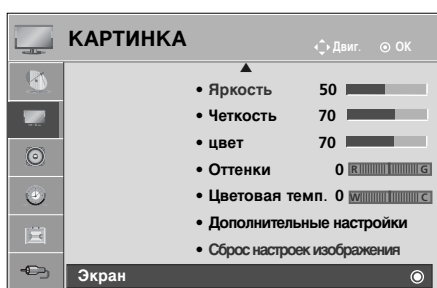 КАРТИНКА
Двиг. OK
• Яркость 50
• Четкость 70
• цвет 70
• Оттенки 0 R G
• Цветовая темп. 0 W C
• Дополнительные настройки
• Сброс настроек изображения
Экран